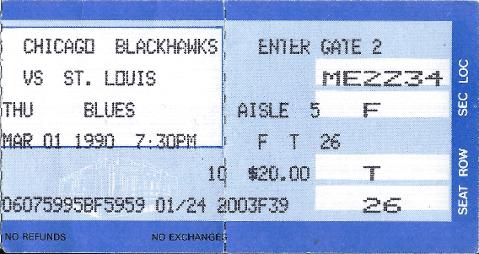 CHICAGO BLACKHAWKS ENTER GATE 2
VS ST. LOUIS MEZZ34
THU BLUES AISLE 5 F
MAR 01 1990 7:30PM F T 26
10 $20.00 T
06075995BF5959 01/24 2003F39 26
NO REFUNDS NO EXCHANGES
SEAT ROW SEC LOC